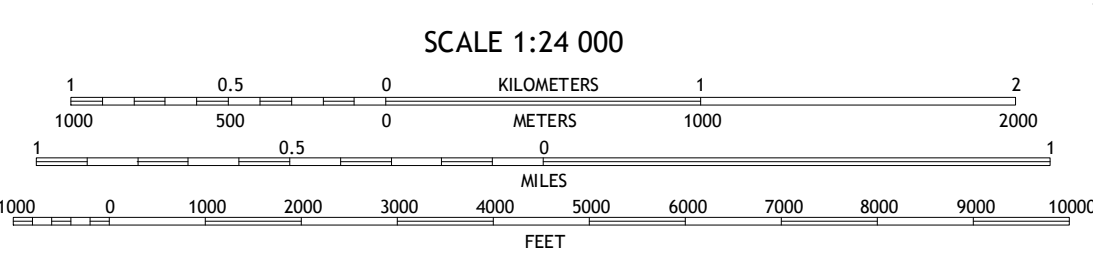 SCALE 1:24 000
1 0.5 0 KILOMETERS 1 2
1000 500 0 METERS 1000 2000
1 0.5 0 1
MILES
1000 0 1000 2000 3000 4000 5000 6000 7000 8000 9000 10000
FEET